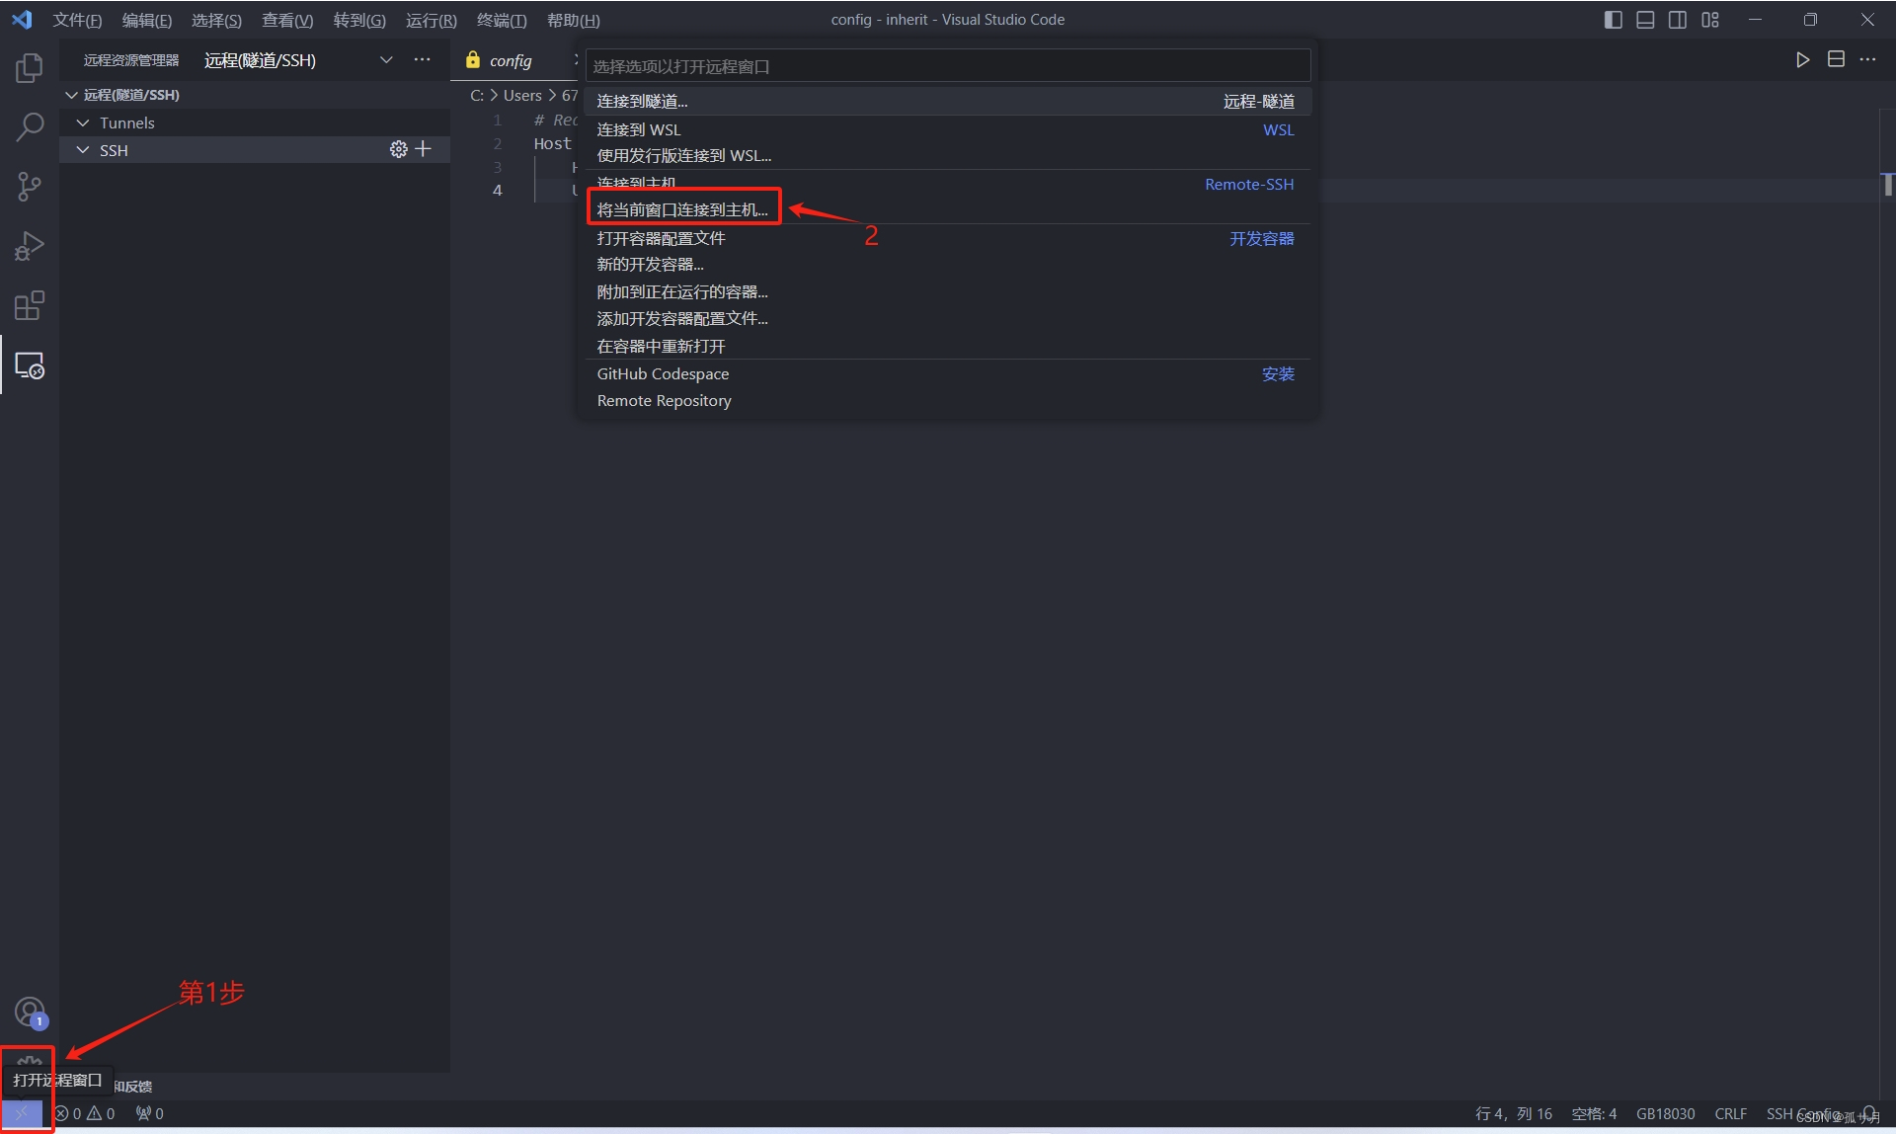 文件(F) 编辑(E) 选择(S) 查看(V) 转到(G) 运行(R) 终端(T) 帮助(H)
config - inherit - Visual Studio Code
远程资源管理器 远程(隧道/SSH)
config
选择选项以打开远程窗口
远程(隧道/SSH)
C: > Users > 67
Tunnels
SSH
1 # Rec
2 Host
3
4
连接到隧道... 远程-隧道
连接到 WSL WSL
使用发行版连接到 WSL...
连接到主机 Remote-SSH
将当前窗口连接到主机...
2
打开容器配置文件 开发容器
新的开发容器...
附加到正在运行的容器...
添加开发容器配置文件...
在容器中重新打开
GitHub Codespace 安装
Remote Repository
第1步
1
打开远程窗口
和反馈
0 0 0
行 4，列 16 空格: 4 GB18030 CRLF SSH Config